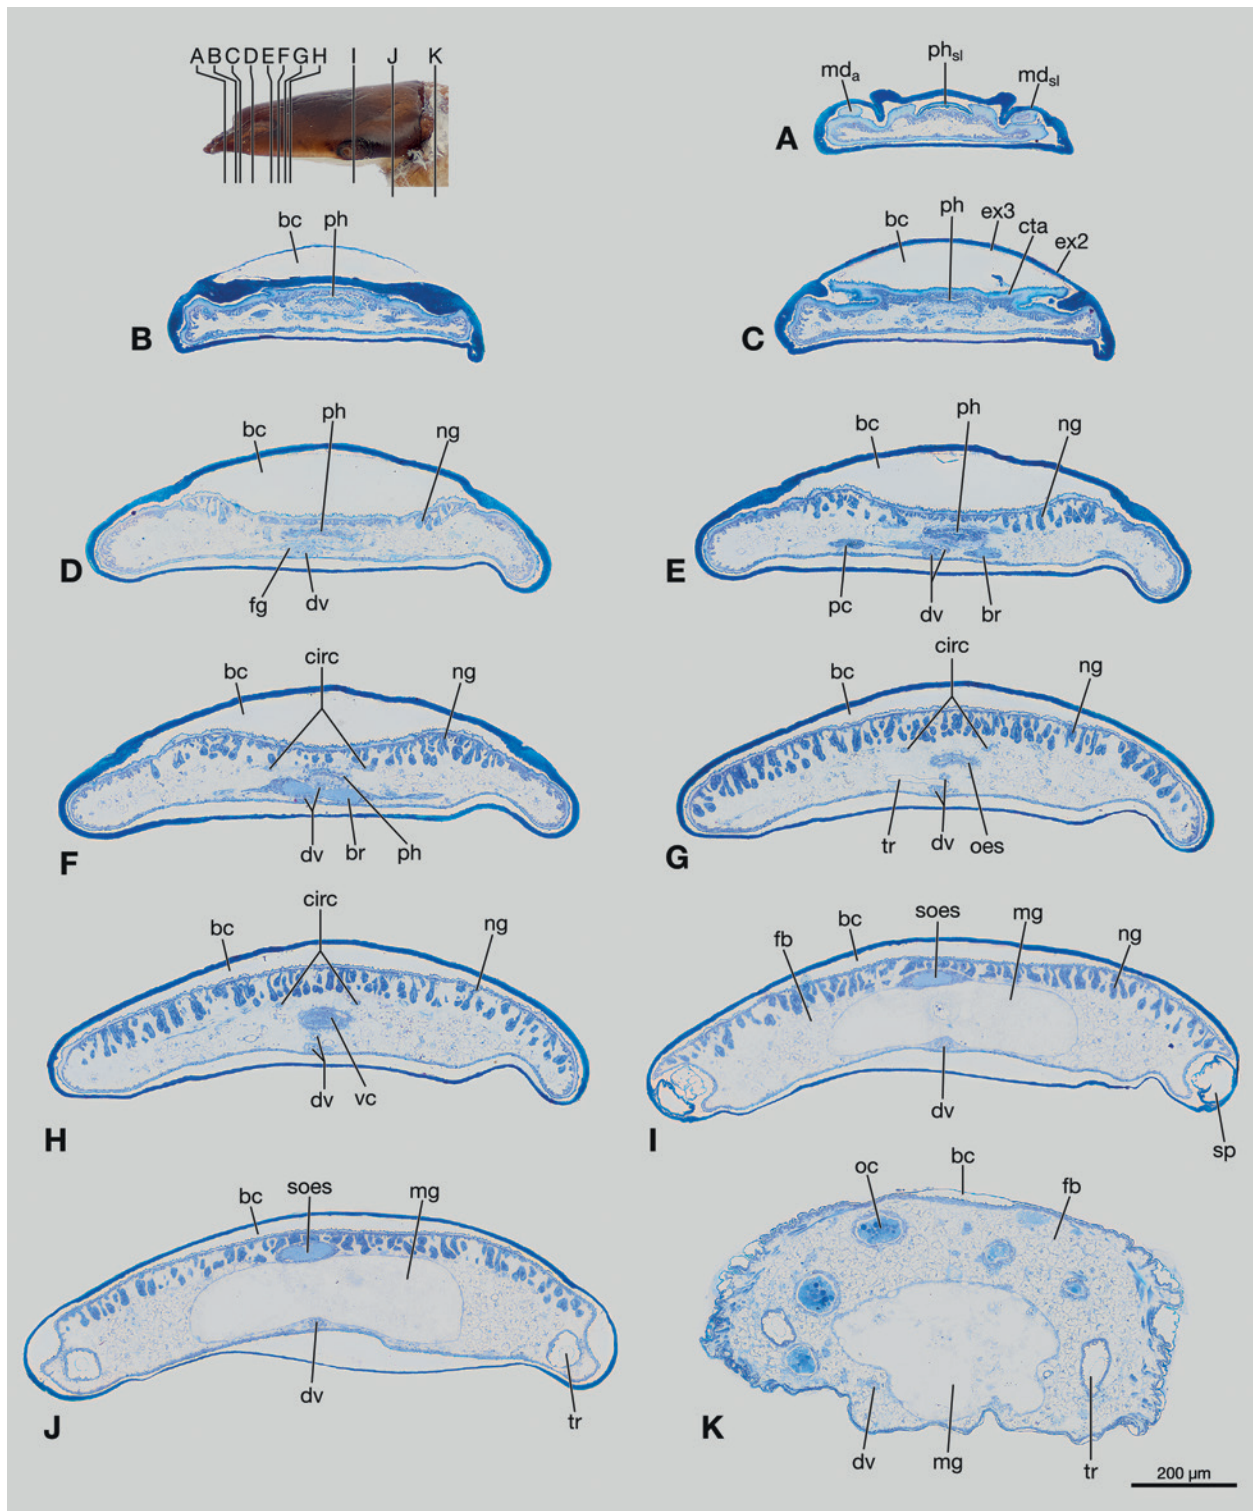 A B C D E F G H I J K
ph_sl
md_a md_sl
A
bc ph
B
bc ph ex3 cta ex2
C
bc ph ng
D
fg dv
bc ph ng
E
pc dv br
bc circ ng
F
dv br ph
bc circ ng
G
tr dv oes
bc circ ng
H
dv vc
fb bc soes mg ng
I
dv sp
bc soes mg
J
dv tr
oc bc fb
K
dv mg tr
200 µm